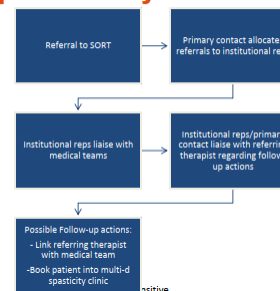 Referral to SORT
Primary contact allocate
referrals to institutional re
Institutional reps liaise with
medical teams
Institutional reps/primar
contact liaise with referrin
therapist regarding follow
up actions
Possible Follow-up actions:
- Link referring therapist
with medical team
-Book patient into multi-d
spasticity clinic